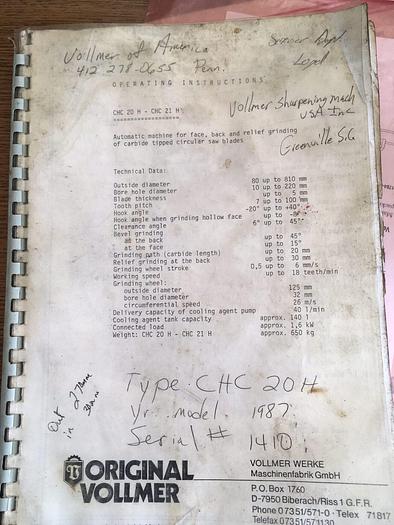 Vollmer of America
412 278-0655 Penn.
OPERATING INSTRUCTIONS
Vollmer Sharpening Mach
USA Inc
Greenville S.C
CHC 20 H - CHC 21 H
Automatic machine for face, back and relief grinding
of carbide tipped circular saw blades
Technical Data:
Outside diameter 80 up to 810 mm
Bore hole diameter 10 up to 220 mm
Blade thickness up to 5 mm
Tooth pitch 7 up to 100 mm
Hook angle -20° up to +40°
Hook angle when grinding hollow face up to
Clearance angle 6° up to 45°
Bevel grinding
at the back up to 45°
at the face up to 15°
Grinding path (carbide length) up to 20 mm
Relief grinding at the back up to 30 mm
Grinding wheel stroke 0,5 up to 6 mm/s
Working speed up to 18 teeth/min
Grinding wheel:
outside diameter 125 mm
bore hole diameter 32 mm
circumferential speed 26 m/s
Delivery capacity of cooling agent pump 40 l/min
Cooling agent tank capacity approx. 140 l
Connected load approx. 1,6 kW
Weight: CHC 20 H - CHC 21 H approx. 650 kg
Type. CHC 20H
Yr. model. 1987
Serial # 1410
Out 270mm
in 30mm
ORIGINAL
VOLLMER
VOLLMER WERKE
Maschinenfabrik GmbH
P.O.Box 1760
D-7950 Biberach/Riss 1 G.F.R.
Phone 07351/571-0 · Telex 71817
Telefax 07351/571130